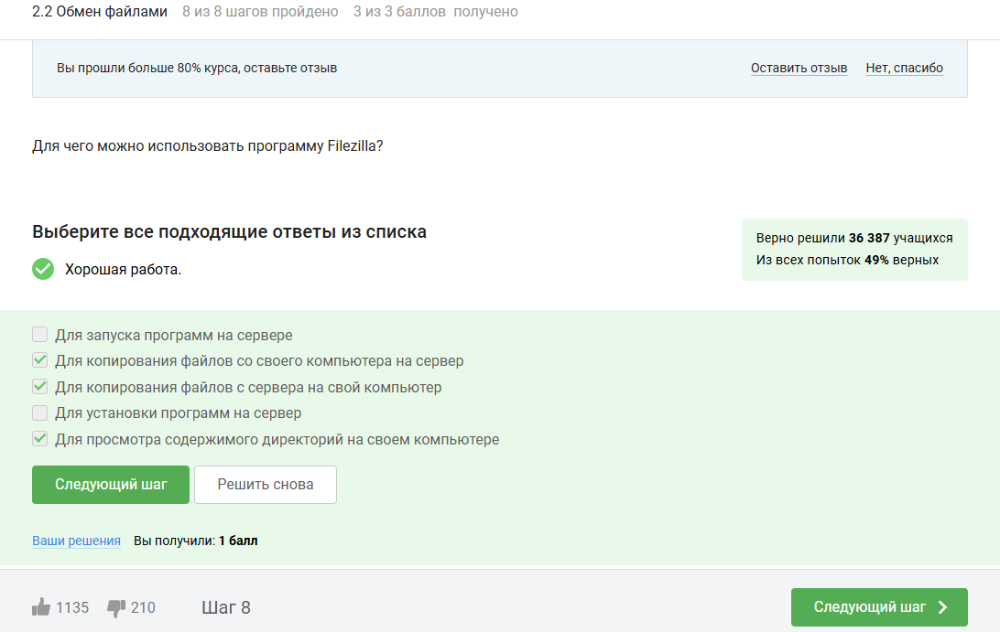 2.2 Обмен файлами 8 из 8 шагов пройдено 3 из 3 баллов получено
Вы прошли больше 80% курса, оставьте отзыв Оставить отзыв Нет, спасибо
Для чего можно использовать программу Filezilla?
Выберите все подходящие ответы из списка
Верно решили 36 387 учащихся
Из всех попыток 49% верных
Хорошая работа.
Для запуска программ на сервере
Для копирования файлов со своего компьютера на сервер
Для копирования файлов с сервера на свой компьютер
Для установки программ на сервер
Для просмотра содержимого директорий на своем компьютере
Следующий шаг Решить снова
Ваши решения Вы получили: 1 балл
1135 210 Шаг 8 Следующий шаг